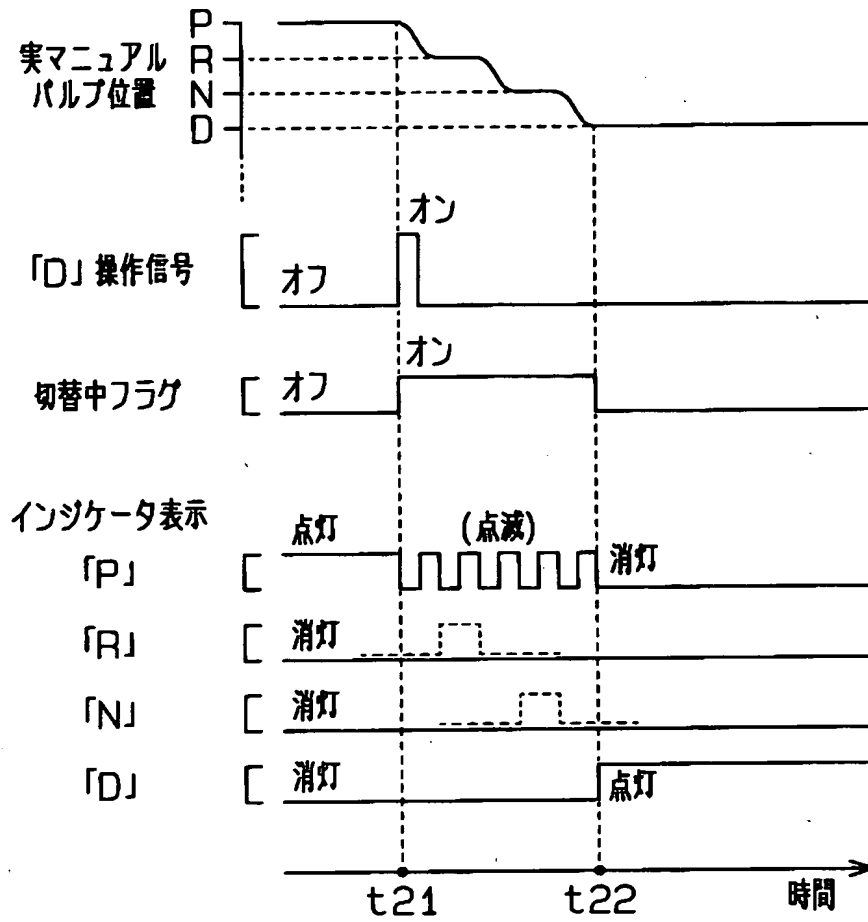 P
実マニュアル
バルブ位置
R
N
D
「D」操作信号
オフ
オン
切替中フラグ
オフ
オン
インジケータ表示
「P」
点灯
(点滅)
消灯
「R」
消灯
「N」
消灯
「D」
消灯
点灯
t21
t22
時間